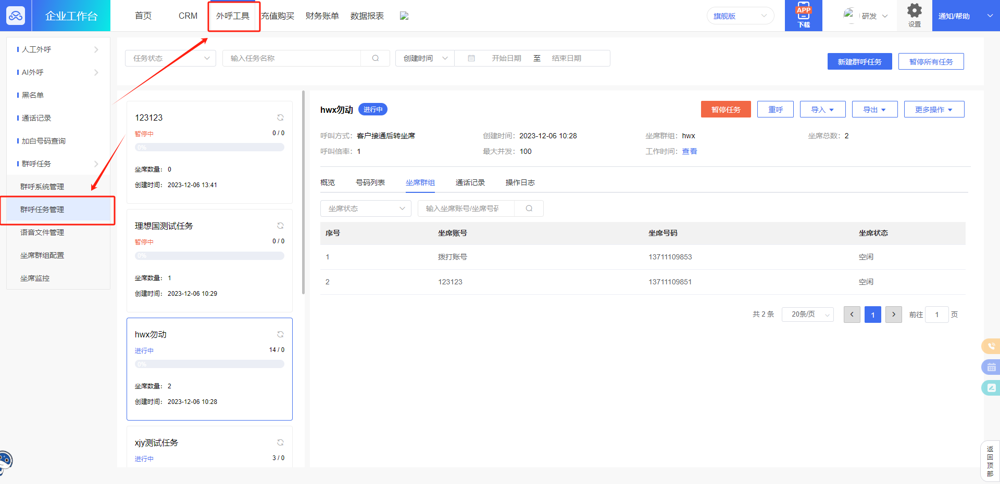 企业工作台
首页
CRM
外呼工具
充值购买
财务账单
数据报表
旗舰版
APP
下载
研发
设置
通知/帮助
人工外呼
AI外呼
黑名单
通话记录
加白号码查询
群呼任务
群呼系统管理
群呼任务管理
语音文件管理
坐席群组配置
坐席监控
任务状态
输入任务名称
创建时间
开始日期
至
结束日期
新建群呼任务
暂停所有任务
123123
暂停中
0 / 0
0%
坐席数量： 0
创建时间： 2023-12-06 13:41
理想国测试任务
暂停中
0 / 0
0%
坐席数量： 1
创建时间： 2023-12-06 10:29
hwx勿动
进行中
14 / 0
0%
坐席数量： 2
创建时间： 2023-12-06 10:28
xjy测试任务
进行中
3 / 0
hwx勿动
进行中
暂停任务
重呼
导入
导出
更多操作
呼叫方式：客户接通后转坐席
创建时间：2023-12-06 10:28
坐席群组：hwx
坐席总数：2
呼叫倍率：1
最大并发：100
工作时间：查看
概览
号码列表
坐席群组
通话记录
操作日志
坐席状态
输入坐席账号/坐席号码
序号
坐席账号
坐席号码
坐席状态
1
拨打账号
13711109853
空闲
2
123123
13711109851
空闲
共 2 条
20条/页
1
前往
1
页
返回顶部